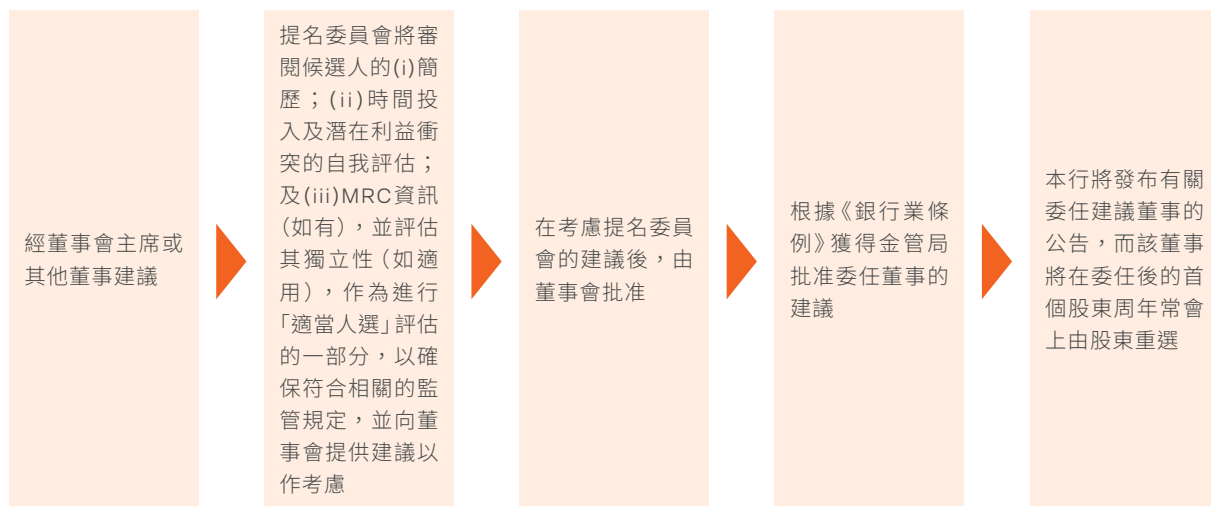 經董事會主席或
其他董事建議
提名委員會將審
閱候選人的(i)簡
歷；(ii)時間投
入及潛在利益衝
突的自我評估；
及(iii)MRC資訊
（如有），並評估
其獨立性（如適
用），作為進行
「適當人選」評估
的一部分，以確
保符合相關的監
管規定，並向董
事會提供建議以
作考慮
在考慮提名委員
會的建議後，由
董事會批准
根據《銀行業條
例》獲得金管局
批准委任董事的
建議
本行將發布有關
委任建議董事的
公告，而該董事
將在委任後的首
個股東周年常會
上由股東重選